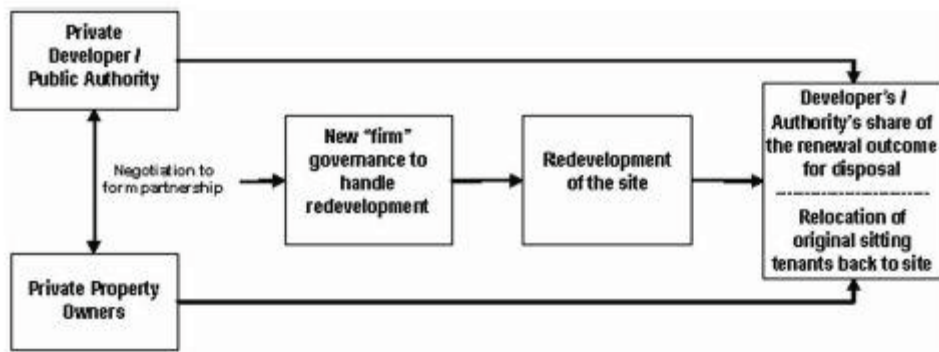 Private
Developer /
Public Authority
Negotiation to
form partnership
Private Property
Owners
New "firm"
governance to
handle
redevelopment
Redevelopment
of the site
Developer's /
Authority's share of
the renewal outcome
for disposal
Relocation of
original sitting
tenants back to site